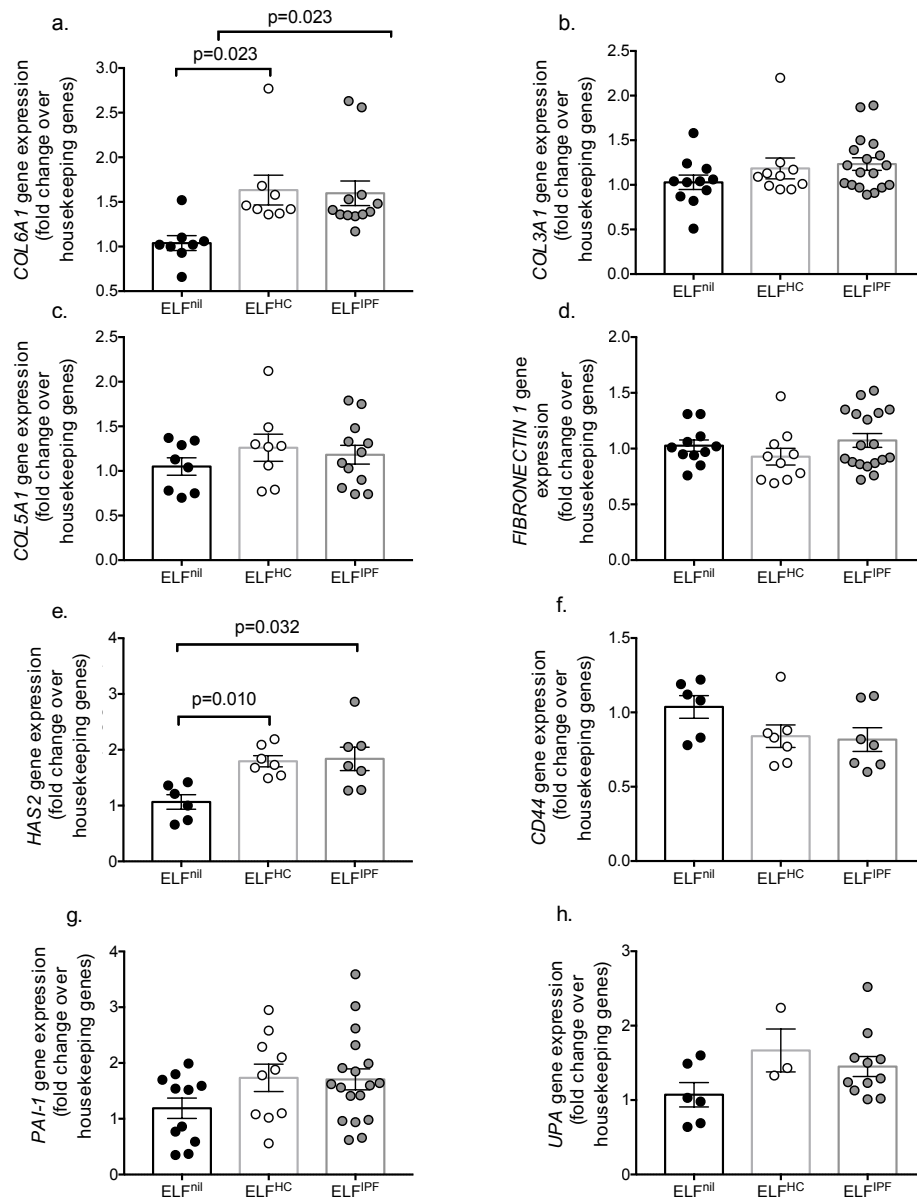 a.
p=0.023
p=0.023
COL6A1 gene expression
(fold change over
housekeeping genes)
3.0
2.5
2.0
1.5
1.0
0.5
ELFnil
ELFHC
ELFIPF
b.
COL3A1 gene expression
(fold change over
housekeeping genes)
2.5
2.0
1.5
1.0
0.5
0.0
ELFnil
ELFHC
ELFIPF
c.
COL5A1 gene expression
(fold change over
housekeeping genes)
2.5
2.0
1.5
1.0
0.5
0.0
ELFnil
ELFHC
ELFIPF
d.
FIBRONECTIN 1 gene
expression
(fold change over
housekeeping genes)
2.0
1.5
1.0
0.5
0.0
ELFnil
ELFHC
ELFIPF
e.
p=0.032
p=0.010
HAS2 gene expression
(fold change over
housekeeping genes)
4
3
2
1
0
ELFnil
ELFHC
ELFIPF
f.
CD44 gene expression
(fold change over
housekeeping genes)
1.5
1.0
0.5
0.0
ELFnil
ELFHC
ELFIPF
g.
PAI-1 gene expression
(fold change over
housekeeping genes)
4
3
2
1
0
ELFnil
ELFHC
ELFIPF
h.
UPA gene expression
(fold change over
housekeeping genes)
3
2
1
0
ELFnil
ELFHC
ELFIPF